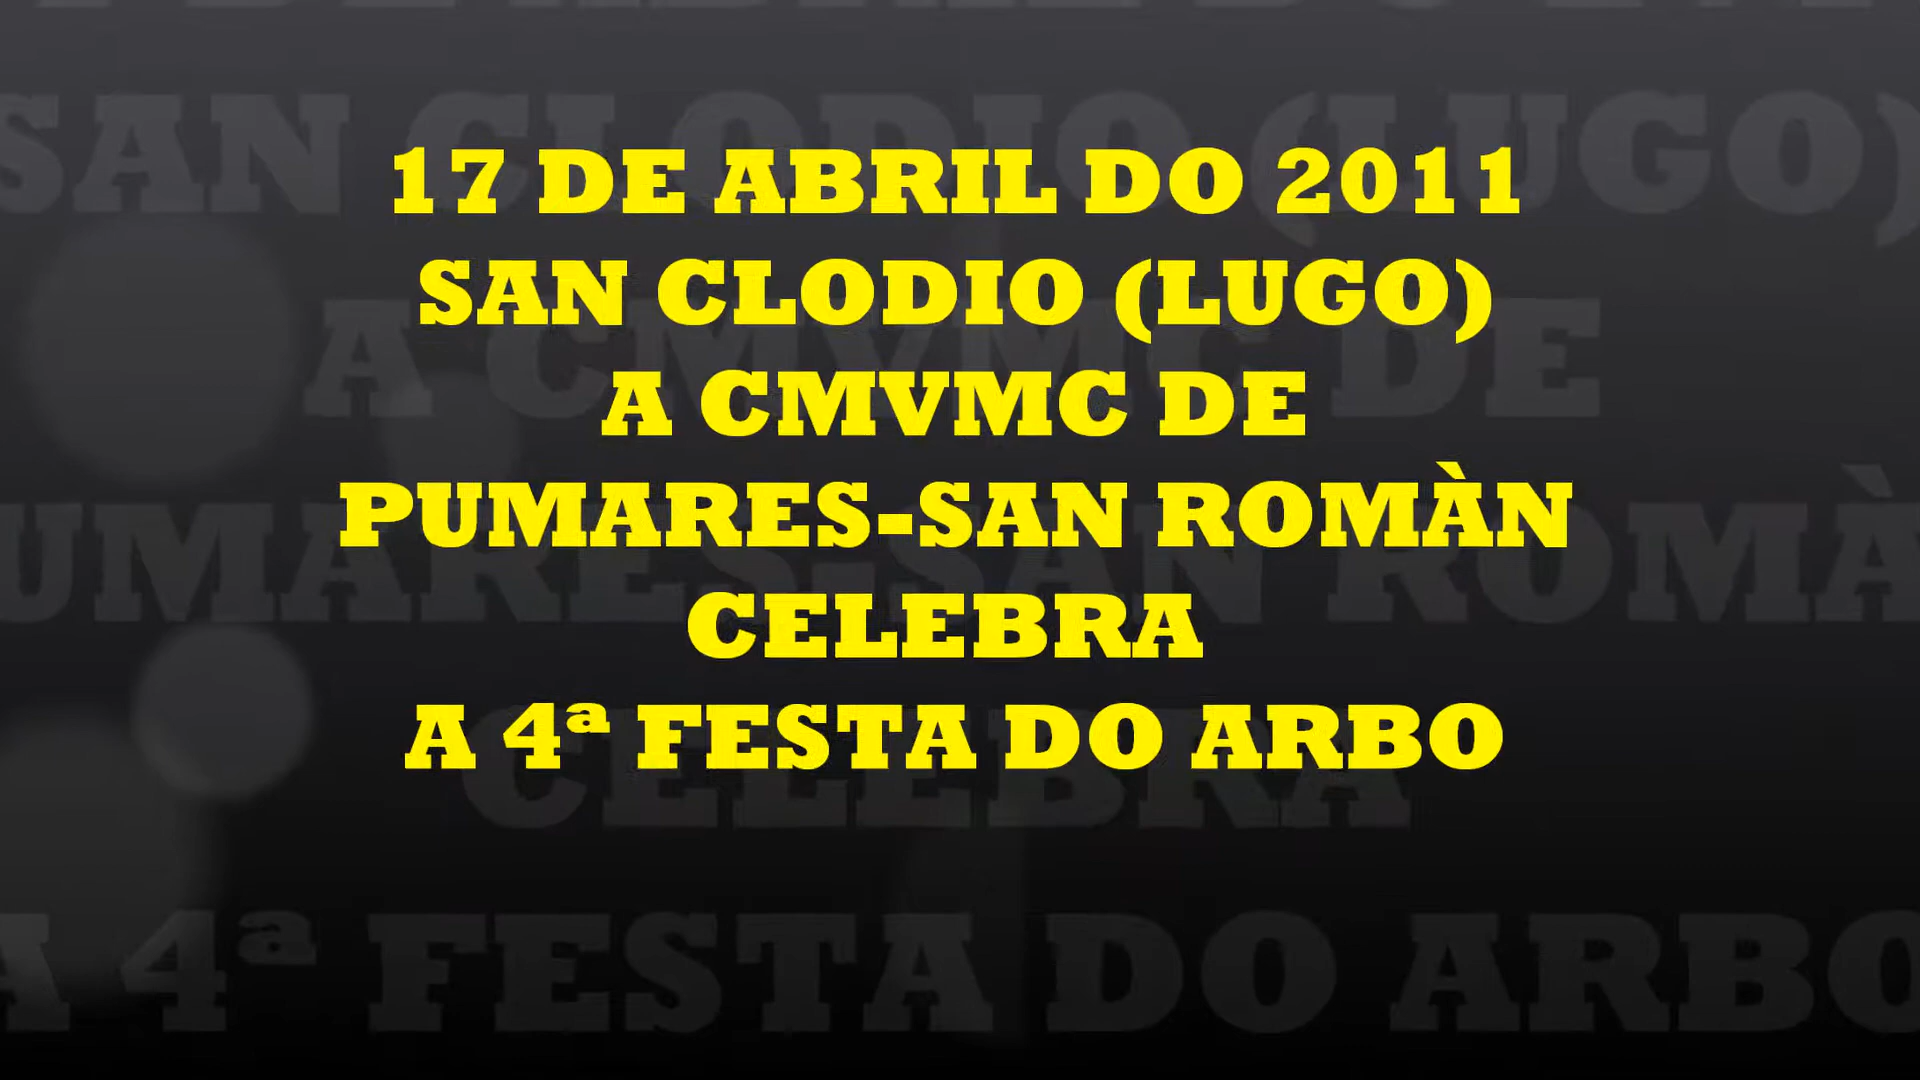 17 DE ABRIL DO 2011
SAN CLODIO (LUGO)
A CMVMC DE
PUMARES-SAN ROMÀN
CELEBRA
A 4ª FESTA DO ARBO